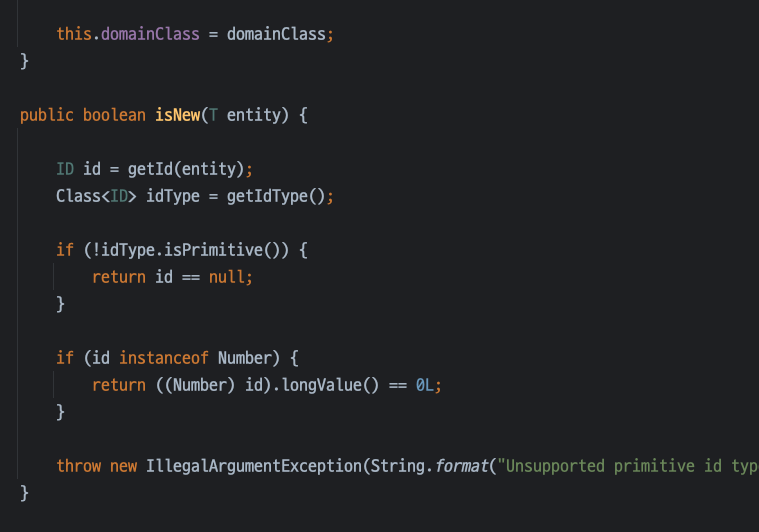 this.domainClass = domainClass;
}
public boolean isNew(T entity) {
ID id = getId(entity);
Class<ID> idType = getIdType();
if (!idType.isPrimitive()) {
return id == null;
}
if (id instanceof Number) {
return ((Number) id).longValue() == 0L;
}
throw new IllegalArgumentException(String.format("Unsupported primitive id typ
}